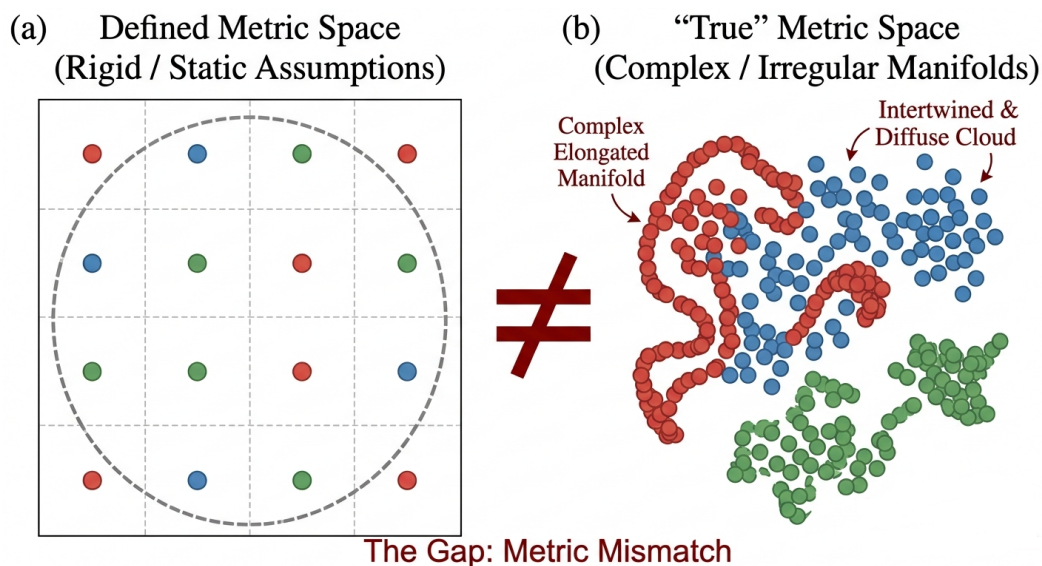 (a) Defined Metric Space
(Rigid / Static Assumptions)
(b) “True” Metric Space
(Complex / Irregular Manifolds)
Complex
Elongated
Manifold
Intertwined &
Diffuse Cloud
≠
The Gap: Metric Mismatch